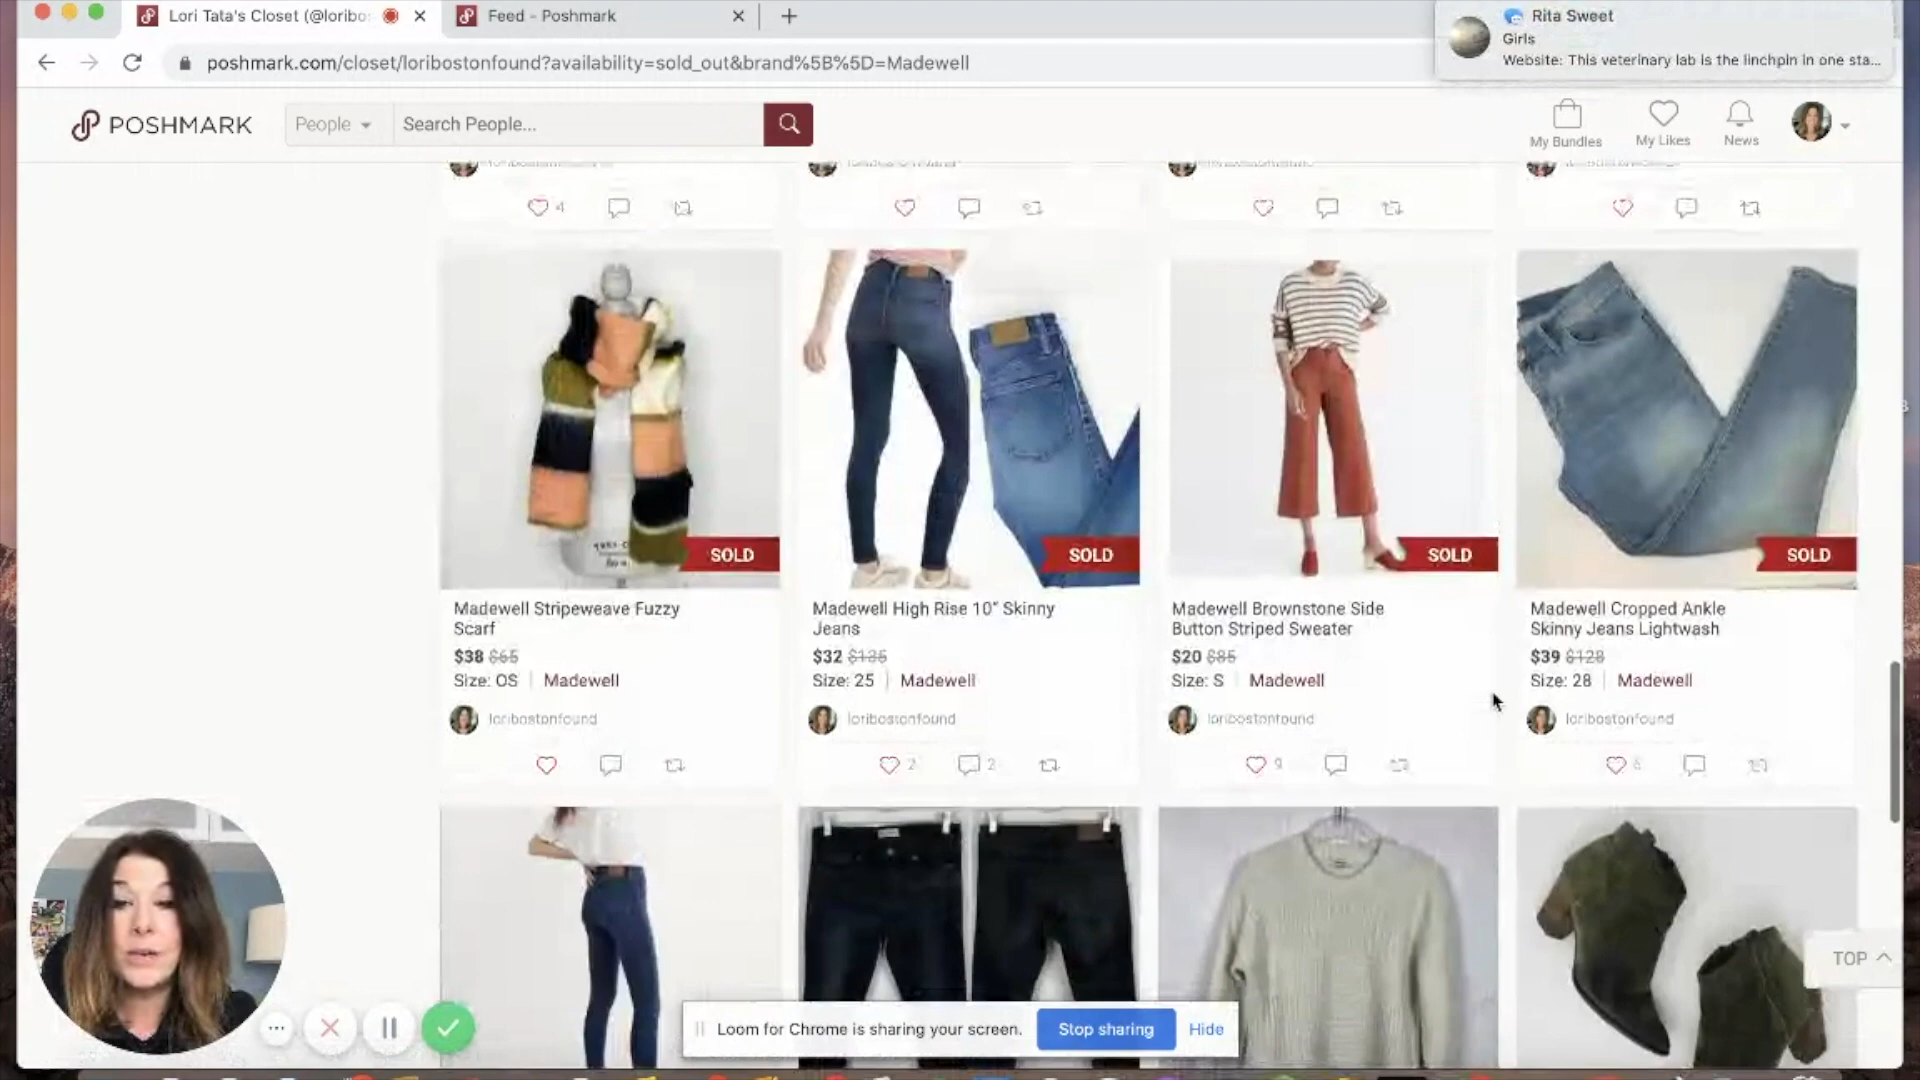 Lori Tata's Closet (@loribo
Feed - Poshmark
Rita Sweet
Girls
Website: This veterinary lab is the linchpin in one sta...
poshmark.com/closet/loribostonfound?availability=sold_out&brand%5B%5D=Madewell
POSHMARK
People
Search People...
My Bundles
My Likes
News
4
SOLD
SOLD
SOLD
SOLD
Madewell Stripeweave Fuzzy
Scarf
$38 $65
Size: OS | Madewell
loribostonfound
Madewell High Rise 10" Skinny
Jeans
$32 $135
Size: 25 | Madewell
loribostonfound
2
2
Madewell Brownstone Side
Button Striped Sweater
$20 $85
Size: S | Madewell
loribostonfound
9
Madewell Cropped Ankle
Skinny Jeans Lightwash
$39 $128
Size: 28 | Madewell
loribostonfound
6
TOP
Loom for Chrome is sharing your screen.
Stop sharing
Hide